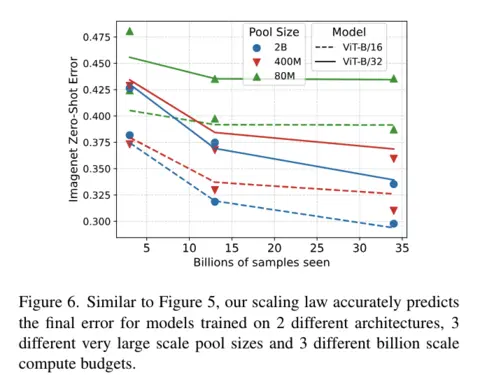 0.475
0.450
0.425
0.400
0.375
0.350
0.325
0.300
Imagenet Zero-Shot Error
Pool Size
2B
400M
80M
Model
ViT-B/16
ViT-B/32
5 10 15 20 25 30 35
Billions of samples seen
Figure 6. Similar to Figure 5, our scaling law accurately predicts
the final error for models trained on 2 different architectures, 3
different very large scale pool sizes and 3 different billion scale
compute budgets.